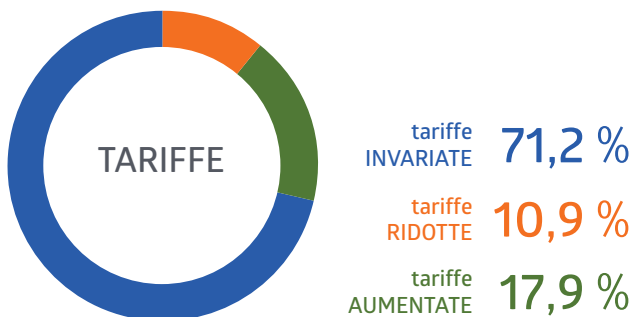 TARIFFE
tariffe
INVARIATE 71,2 %
tariffe
RIDOTTE 10,9 %
tariffe
AUMENTATE 17,9 %